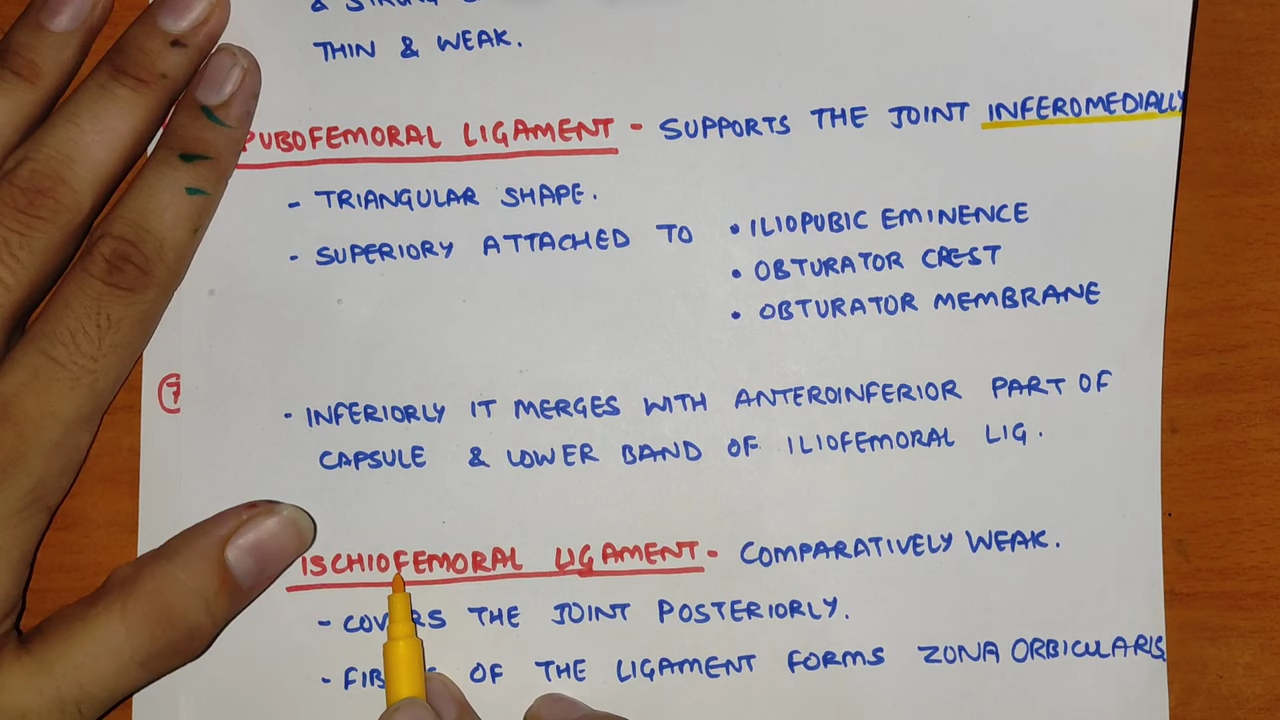 & STRONG
THIN & WEAK.
PUBOFEMORAL LIGAMENT - SUPPORTS THE JOINT INFEROMEDIALLY
- TRIANGULAR SHAPE.
- SUPERIORY ATTACHED TO • ILIOPUBIC EMINENCE
• OBTURATOR CREST
• OBTURATOR MEMBRANE
7
• INFERIORLY IT MERGES WITH ANTEROINFERIOR PART OF
CAPSULE & LOWER BAND OF ILIOFEMORAL LIG.
ISCHIOFEMORAL LIGAMENT - COMPARATIVELY WEAK.
- COVERS THE JOINT POSTERIORLY.
- OF THE LIGAMENT FORMS ZONA ORBICULARIS